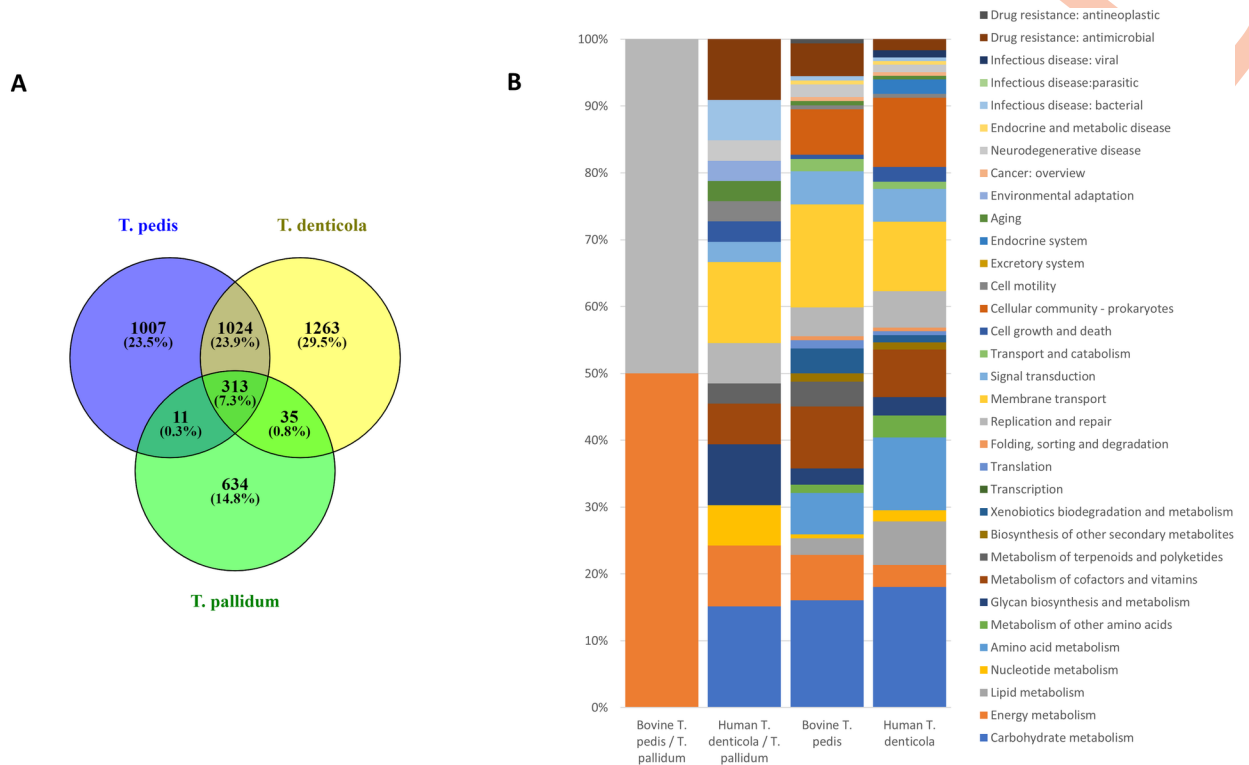 A
T. pedis
T. denticola
1007
(23.5%)
1024
(23.9%)
1263
(29.5%)
313
(7.3%)
11
(0.3%)
35
(0.8%)
634
(14.8%)
T. pallidum
B
100%
90%
80%
70%
60%
50%
40%
30%
20%
10%
0%
Bovine T.
pedis / T.
pallidum
Human T.
denticola / T.
pallidum
Bovine T.
pedis
Human T.
denticola
Drug resistance: antineoplastic
Drug resistance: antimicrobial
Infectious disease: viral
Infectious disease:parasitic
Infectious disease: bacterial
Endocrine and metabolic disease
Neurodegenerative disease
Cancer: overview
Environmental adaptation
Aging
Endocrine system
Excretory system
Cell motility
Cellular community - prokaryotes
Cell growth and death
Transport and catabolism
Signal transduction
Membrane transport
Replication and repair
Folding, sorting and degradation
Translation
Transcription
Xenobiotics biodegradation and metabolism
Biosynthesis of other secondary metabolites
Metabolism of terpenoids and polyketides
Metabolism of cofactors and vitamins
Glycan biosynthesis and metabolism
Metabolism of other amino acids
Amino acid metabolism
Nucleotide metabolism
Lipid metabolism
Energy metabolism
Carbohydrate metabolism